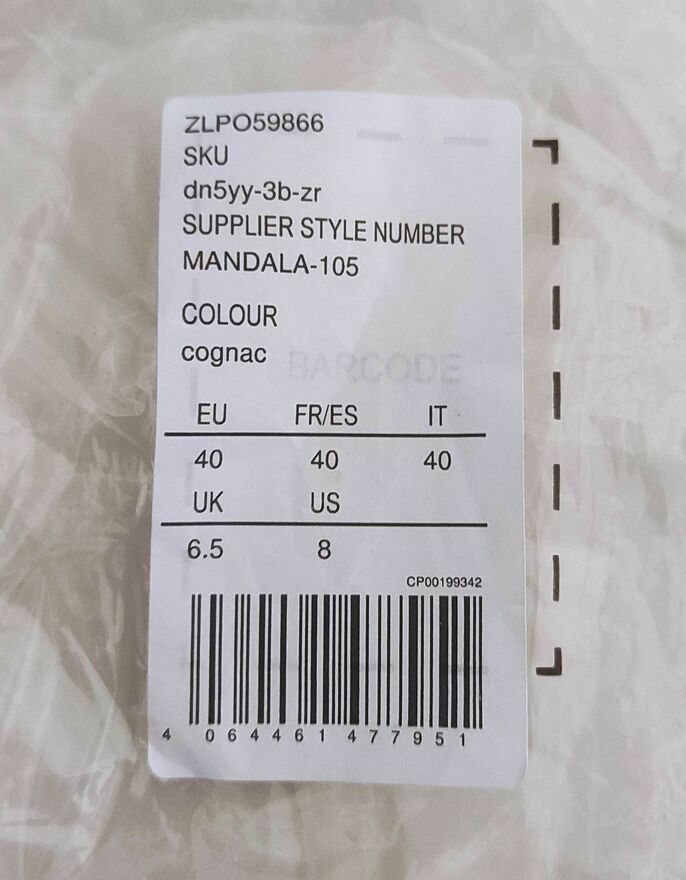 ZLPO59866
SKU
dn5yy-3b-zr
SUPPLIER STYLE NUMBER
MANDALA-105
COLOUR
cognac
BARCODE
EU FR/ES IT
40 40 40
UK US
6.5 8
CP00199342
4 064461 477951